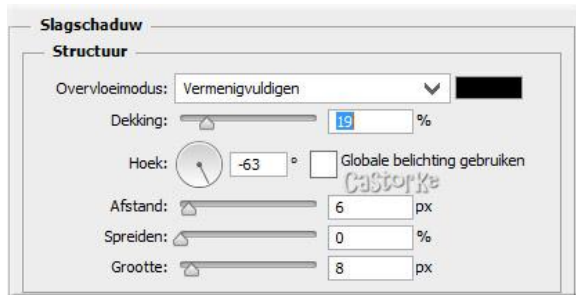 Slagschaduw
Structuur
Overvloeimodus: Vermenigvuldigen
Dekking: 19 %
Hoek: -63 ° Globale belichting gebruiken
Castorke
Afstand: 6 px
Spreiden: 0 %
Grootte: 8 px